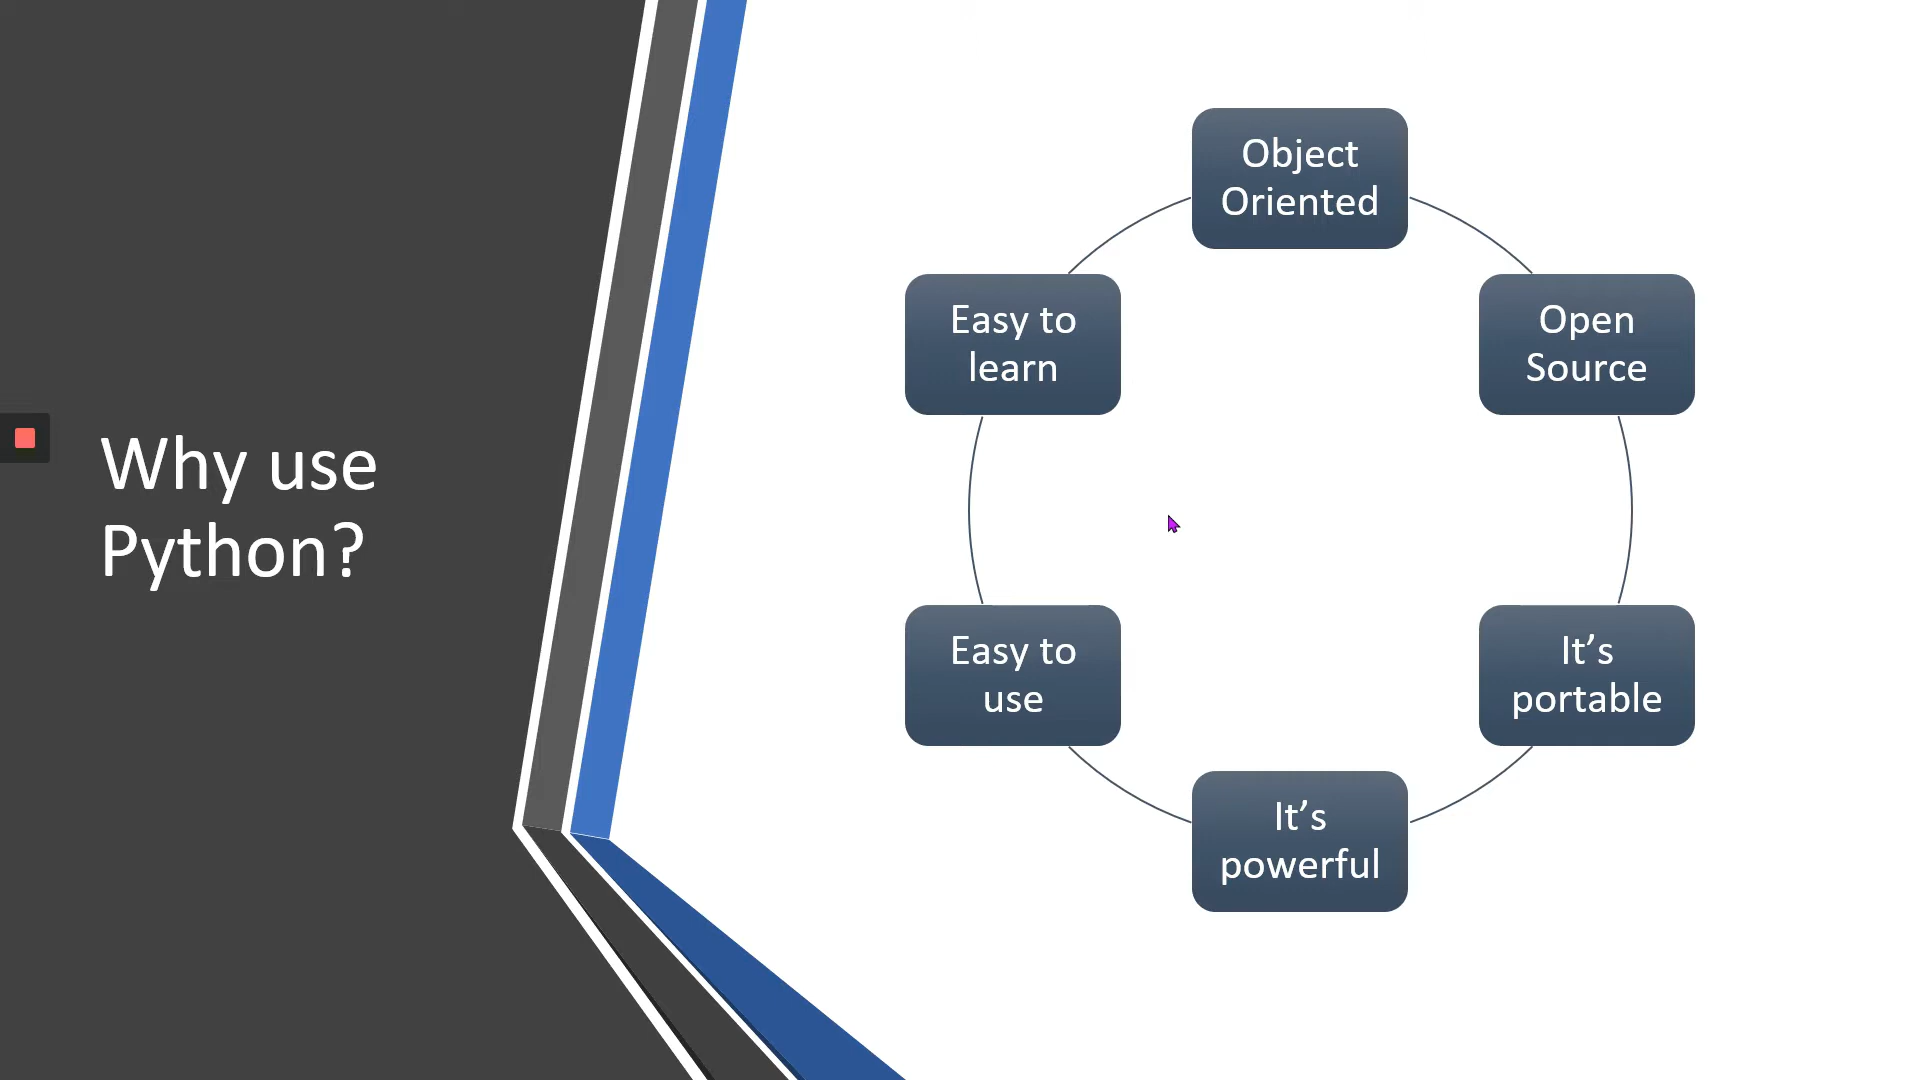 Why use
Python?
Object
Oriented
Open
Source
It’s
portable
It’s
powerful
Easy to
use
Easy to
learn